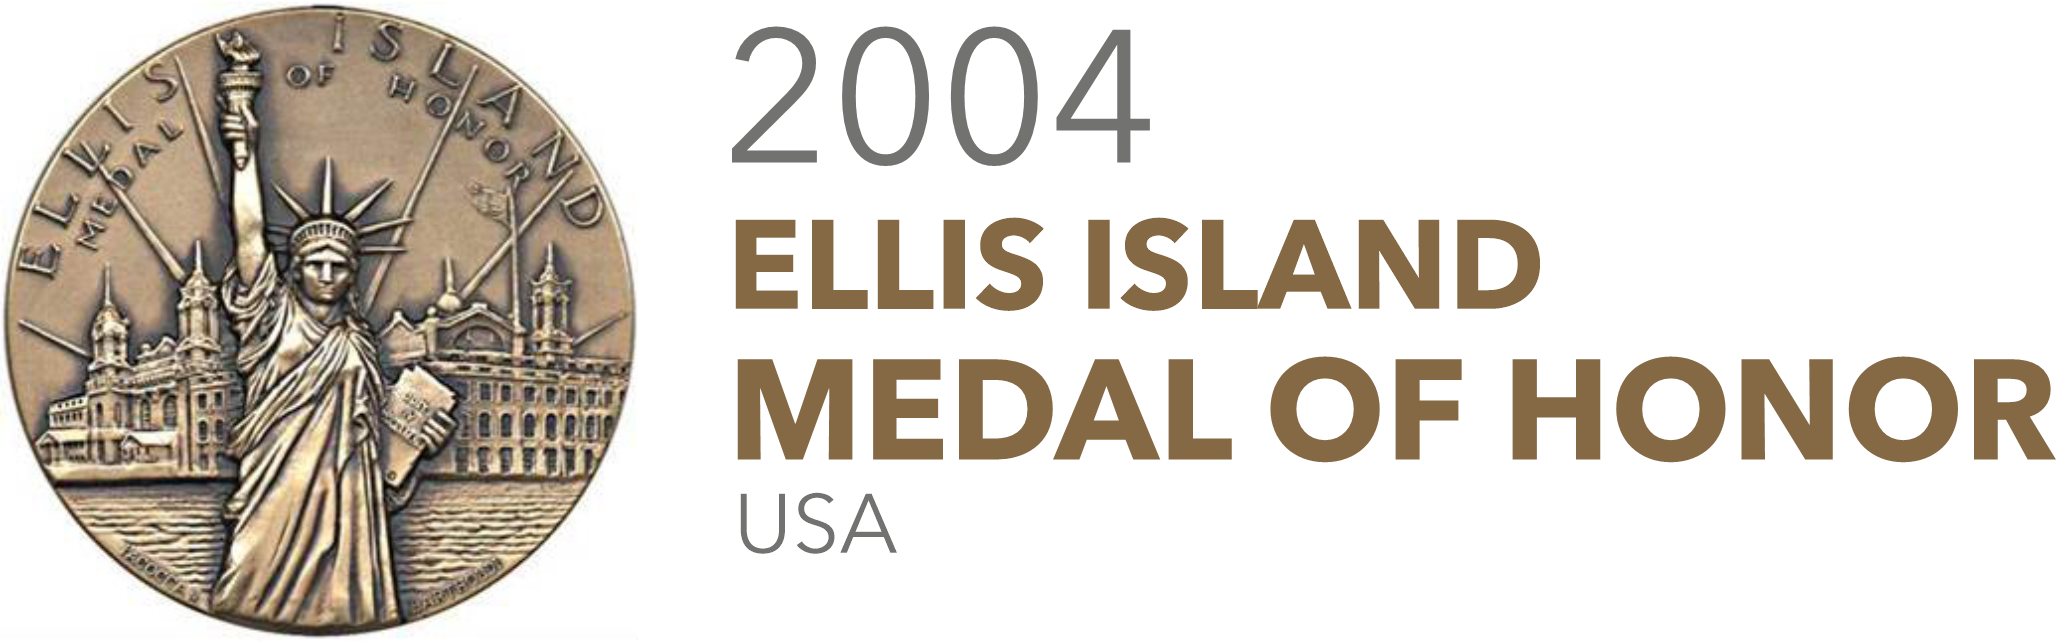 ELLIS ISLAND
MEDAL OF HONOR
2004
ELLIS ISLAND
MEDAL OF HONOR
USA